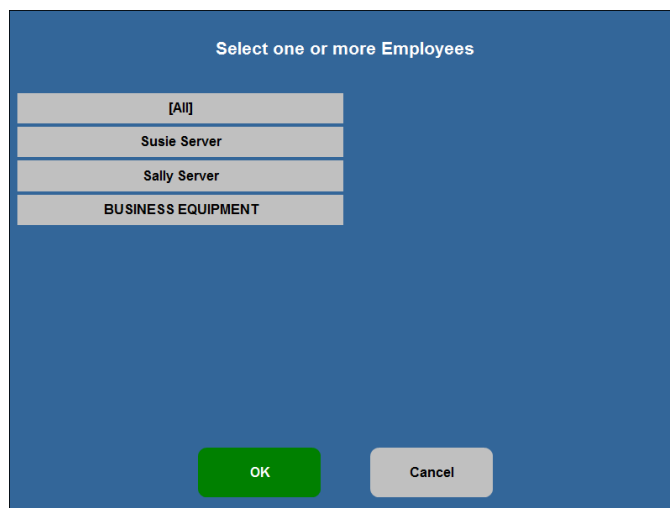 Select one or more Employees
[All]
Susie Server
Sally Server
BUSINESS EQUIPMENT
OK
Cancel